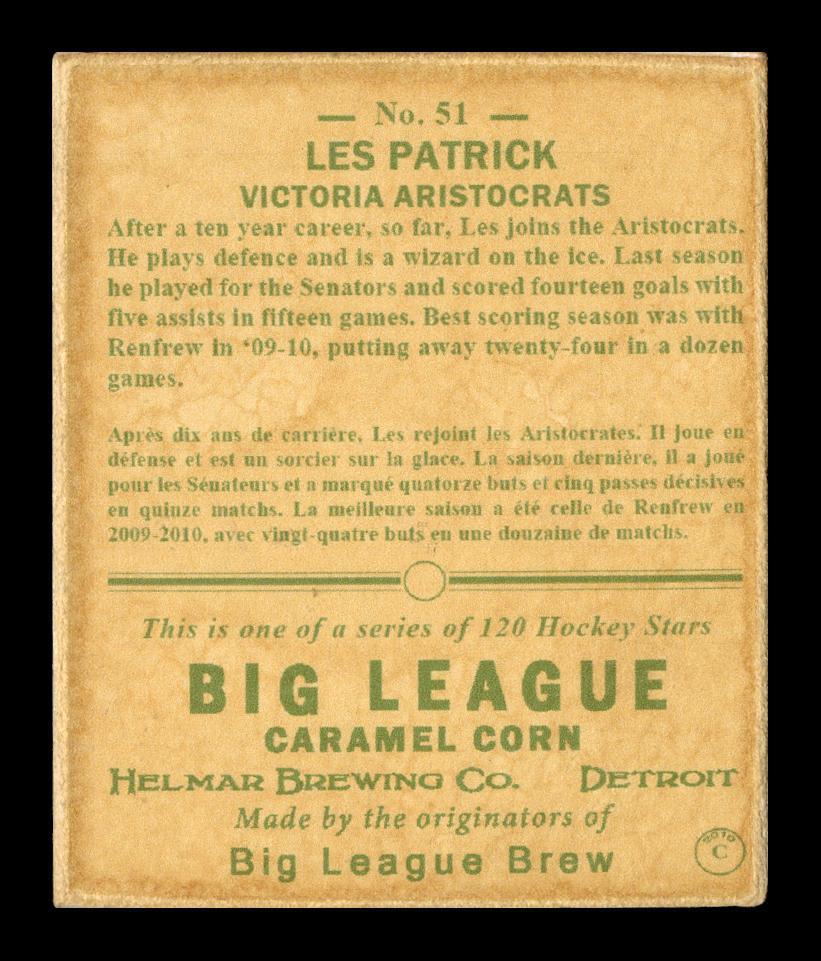 — No. 51 —
LES PATRICK
VICTORIA ARISTOCRATS
After a ten year career, so far, Les joins the Aristocrats.
He plays defence and is a wizard on the ice. Last season
he played for the Senators and scored fourteen goals with
five assists in fifteen games. Best scoring season was with
Renfrew in ‘09-10, putting away twenty-four in a dozen
games.
Après dix ans de carrière, Les rejoint les Aristocrates. Il joue en
défense et est un sorcier sur la glace. La saison dernière, il a joué
pour les Sénateurs et a marqué quatorze buts et cinq passes décisives
en quinze matchs. La meilleure saison a été celle de Renfrew en
2009-2010, avec vingt-quatre buts en une douzaine de matchs.
This is one of a series of 120 Hockey Stars
BIG LEAGUE
CARAMEL CORN
HELMAR BREWING CO. DETROIT
Made by the originators of
Big League Brew
2010
C